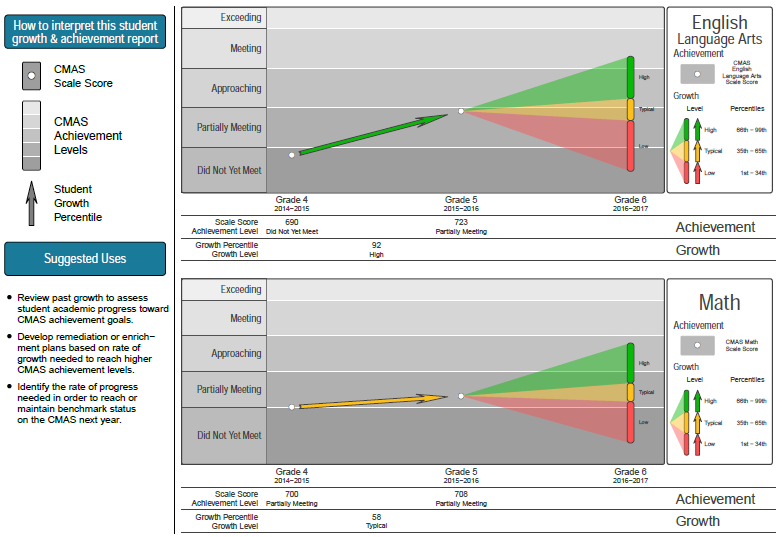 How to interpret this student
growth & achievement report
CMAS
Scale Score
CMAS
Achievement
Levels
Student
Growth
Percentile
Suggested Uses
• Review past growth to assess
student academic progress toward
CMAS achievement goals.
• Develop remediation or enrich−
ment plans based on rate of
growth needed to reach higher
CMAS achievement levels.
• Identify the rate of progress
needed in order to reach or
maintain benchmark status
on the CMAS next year.
Exceeding
Meeting
Approaching
Partially Meeting
Did Not Yet Meet
High
Typical
Low
Grade 4
2014−2015
Grade 5
2015−2016
Grade 6
2016−2017
Scale Score 690 723
Achievement Level Did Not Yet Meet Partially Meeting
Achievement
Growth Percentile 92
Growth Level High
Growth
English
Language Arts
Achievement
CMAS
English
Language Arts
Scale Score
Growth
Level Percentiles
High 66th − 99th
Typical 35th − 65th
Low 1st − 34th
Exceeding
Meeting
Approaching
Partially Meeting
Did Not Yet Meet
High
Typical
Low
Grade 4
2014−2015
Grade 5
2015−2016
Grade 6
2016−2017
Scale Score 700 708
Achievement Level Partially Meeting Partially Meeting
Achievement
Growth Percentile 58
Growth Level Typical
Growth
Math
Achievement
CMAS Math
Scale Score
Growth
Level Percentiles
High 66th − 99th
Typical 35th − 65th
Low 1st − 34th